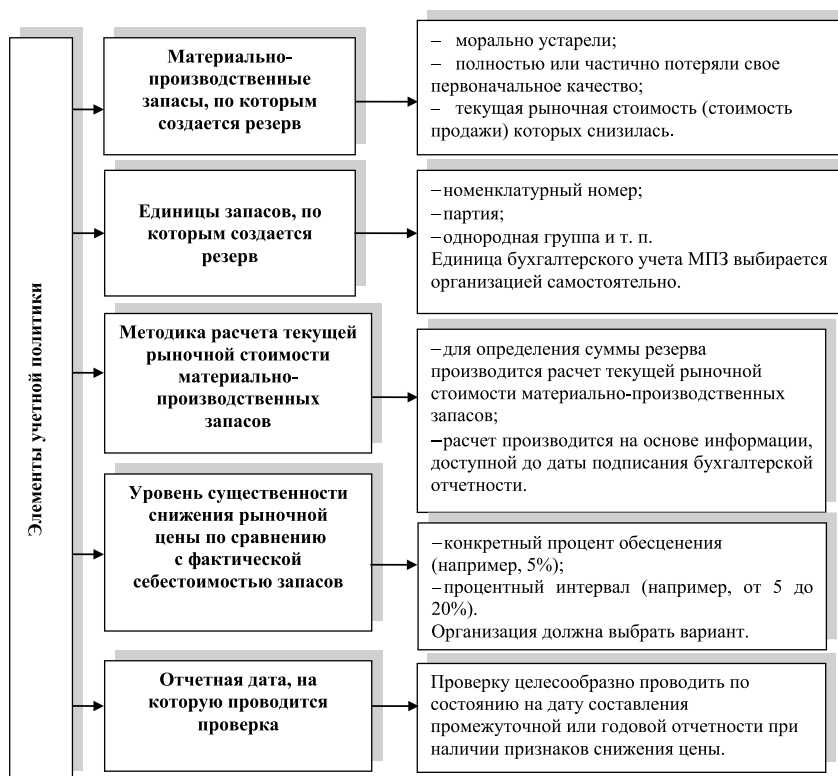 Элементы учетной политики
Материально-
производственные
запасы, по которым
создается резерв
– морально устарели;
– полностью или частично потеряли свое
первоначальное качество;
– текущая рыночная стоимость (стоимость
продажи) которых снизилась.
Единицы запасов, по
которым создается
резерв
–номенклатурный номер;
–партия;
–однородная группа и т. п.
Единица бухгалтерского учета МПЗ выбирается
организацией самостоятельно.
Методика расчета текущей
рыночной стоимости
материально-
производственных
запасов
–для определения суммы резерва
производится расчет текущей рыночной
стоимости материально-производственных
запасов;
–расчет производится на основе информации,
доступной до даты подписания бухгалтерской
отчетности.
Уровень существенности
снижения рыночной
цены по сравнению
с фактической
себестоимостью запасов
–конкретный процент обесценения
(например, 5%);
–процентный интервал (например, от 5 до
20%).
Организация должна выбрать вариант.
Отчетная дата, на
которую проводится
проверка
Проверку целесообразно проводить по
состоянию на дату составления
промежуточной или годовой отчетности при
наличии признаков снижения цены.